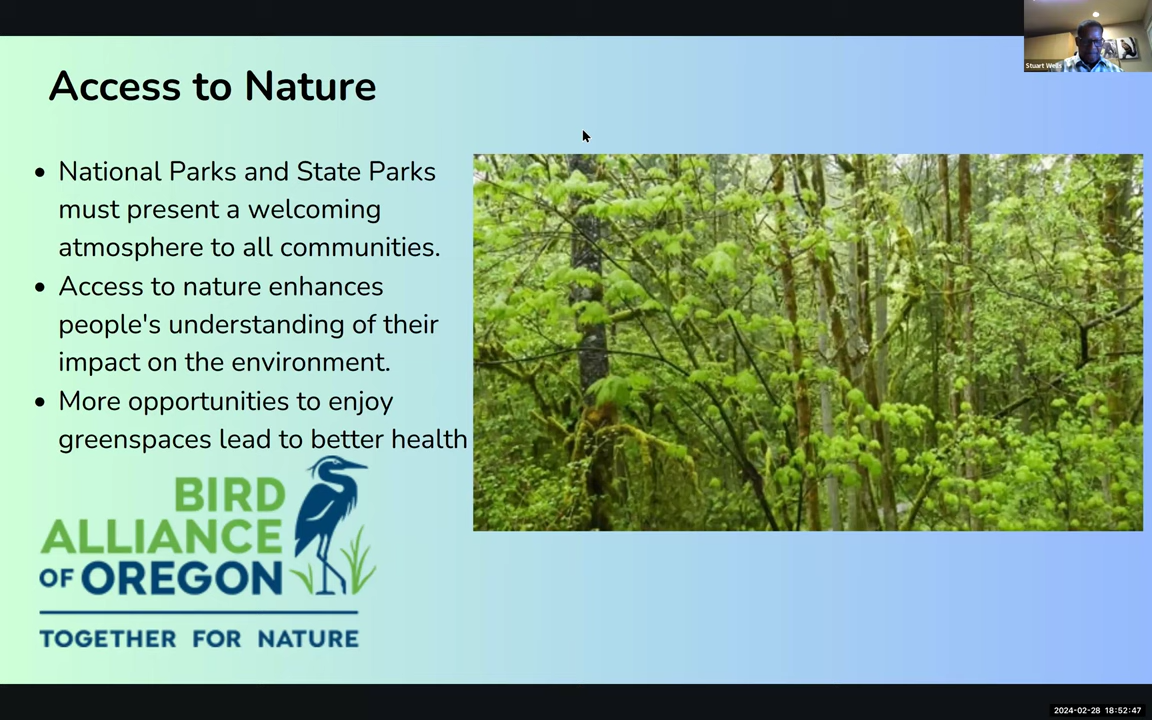 Access to Nature
Stuart Wells
• National Parks and State Parks
must present a welcoming
atmosphere to all communities.
• Access to nature enhances
people's understanding of their
impact on the environment.
• More opportunities to enjoy
greenspaces lead to better health
BIRD
ALLIANCE
OF OREGON
TOGETHER FOR NATURE
2024-02-28 18:52:47